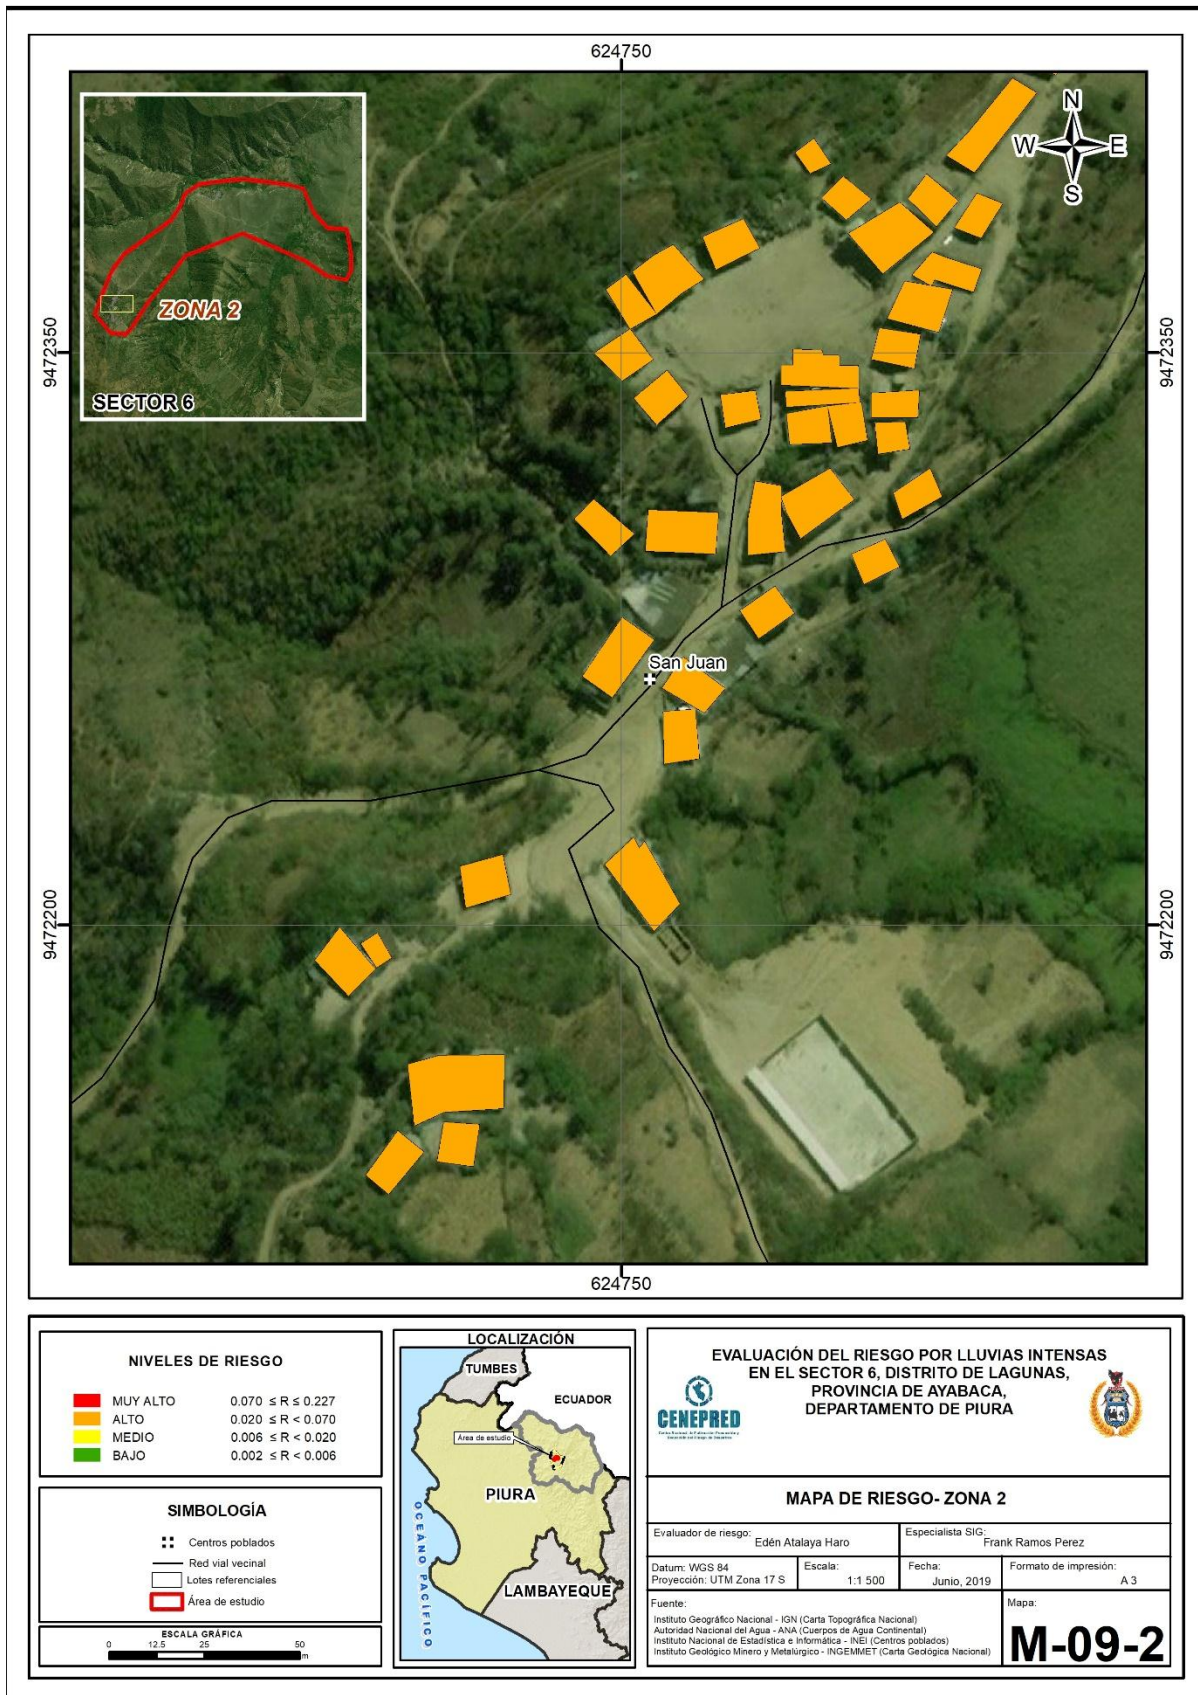 624750
N
W
E
S
ZONA 2
SECTOR 6
9472350
9472350
San Juan
9472200
9472200
624750
NIVELES DE RIESGO
MUY ALTO 0.070 ≤ R ≤ 0.227
ALTO 0.020 ≤ R < 0.070
MEDIO 0.006 ≤ R < 0.020
BAJO 0.002 ≤ R < 0.006
SIMBOLOGÍA
Centros poblados
Red vial vecinal
Lotes referenciales
Área de estudio
ESCALA GRÁFICA
0 12.5 25 50
m
LOCALIZACIÓN
TUMBES
ECUADOR
Área de estudio
PIURA
OCEANO PACÍFICO
LAMBAYEQUE
EVALUACIÓN DEL RIESGO POR LLUVIAS INTENSAS
EN EL SECTOR 6, DISTRITO DE LAGUNAS,
PROVINCIA DE AYABACA,
DEPARTAMENTO DE PIURA
CENEPRED
MAPA DE RIESGO- ZONA 2
Evaluador de riesgo:
Edén Atalaya Haro
Especialista SIG:
Frank Ramos Perez
Datum: WGS 84
Proyección: UTM Zona 17 S
Escala:
1:1 500
Fecha:
Junio, 2019
Formato de impresión:
A 3
Fuente:
Instituto Geográfico Nacional - IGN (Carta Topográfica Nacional)
Autoridad Nacional del Agua - ANA (Cuerpos de Agua Continental)
Instituto Nacional de Estadística e Informática - INEI (Centros poblados)
Instituto Geológico Minero y Metalúrgico - INGEMMET (Carta Geológica Nacional)
Mapa:
M-09-2